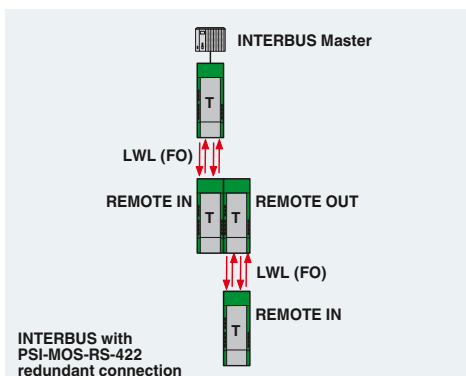 INTERBUS Master
T
LWL (FO)
REMOTE IN T T REMOTE OUT
LWL (FO)
REMOTE IN
T
INTERBUS with
PSI-MOS-RS-422
redundant connection